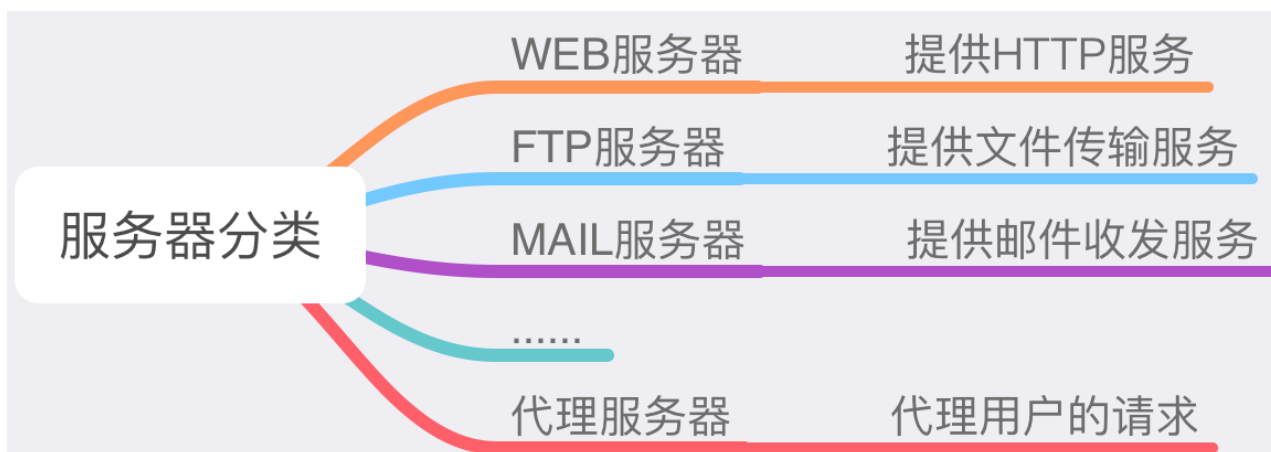 WEB服务器 提供HTTP服务
FTP服务器 提供文件传输服务
服务器分类
MAIL服务器 提供邮件收发服务
......
代理服务器 代理用户的请求